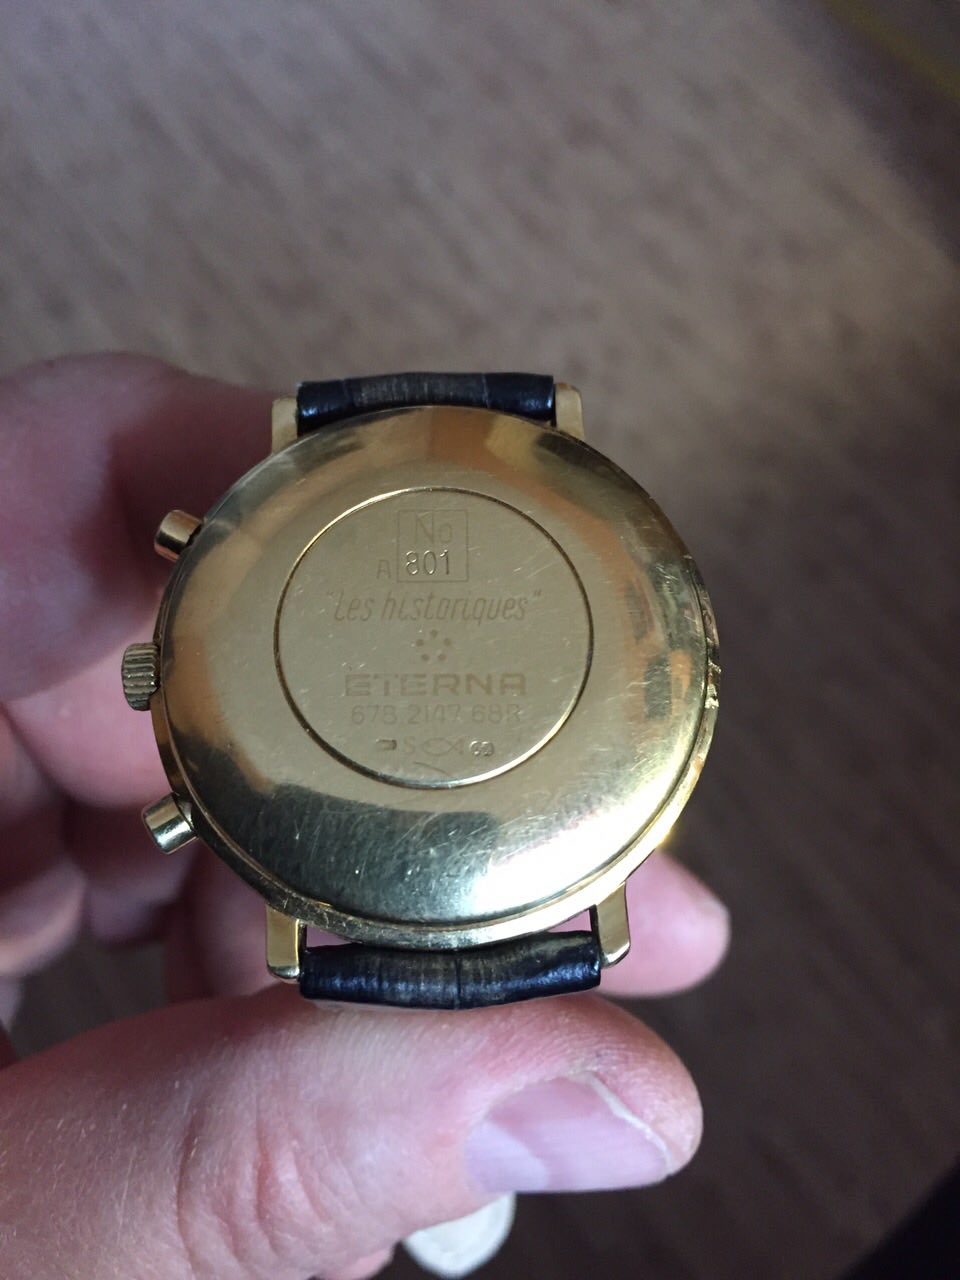 No
A 801
"Les historiques"
ETERNA
678 2147 68R
S